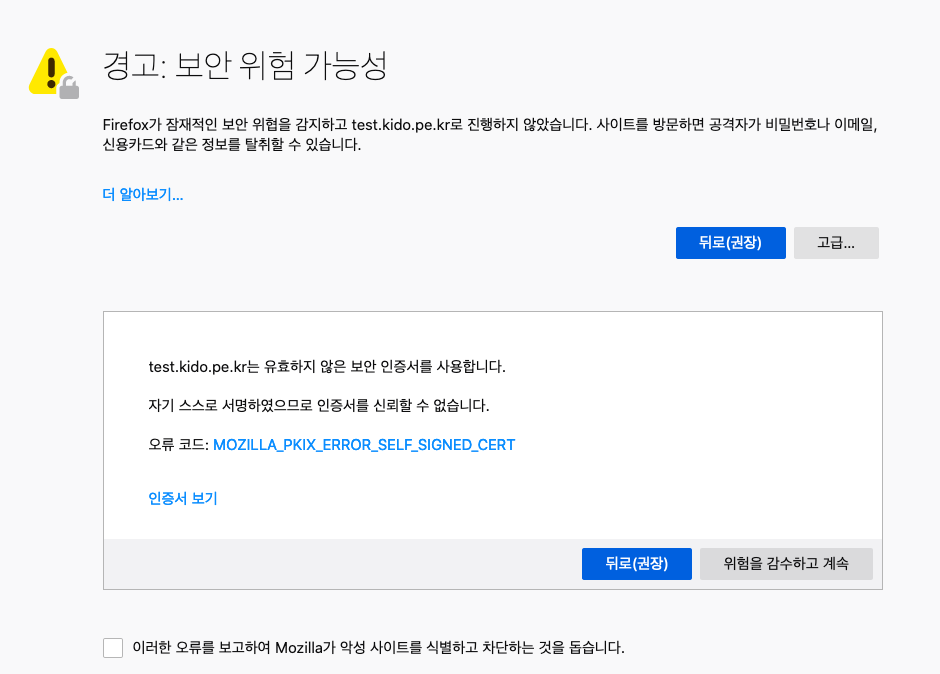 경고: 보안 위험 가능성
Firefox가 잠재적인 보안 위협을 감지하고 test.kido.pe.kr로 진행하지 않았습니다. 사이트를 방문하면 공격자가 비밀번호나 이메일,
신용카드와 같은 정보를 탈취할 수 있습니다.
더 알아보기...
뒤로(권장)
고급...
test.kido.pe.kr는 유효하지 않은 보안 인증서를 사용합니다.
자기 스스로 서명하였으므로 인증서를 신뢰할 수 없습니다.
오류 코드: MOZILLA_PKIX_ERROR_SELF_SIGNED_CERT
인증서 보기
뒤로(권장)
위험을 감수하고 계속
이러한 오류를 보고하여 Mozilla가 악성 사이트를 식별하고 차단하는 것을 돕습니다.